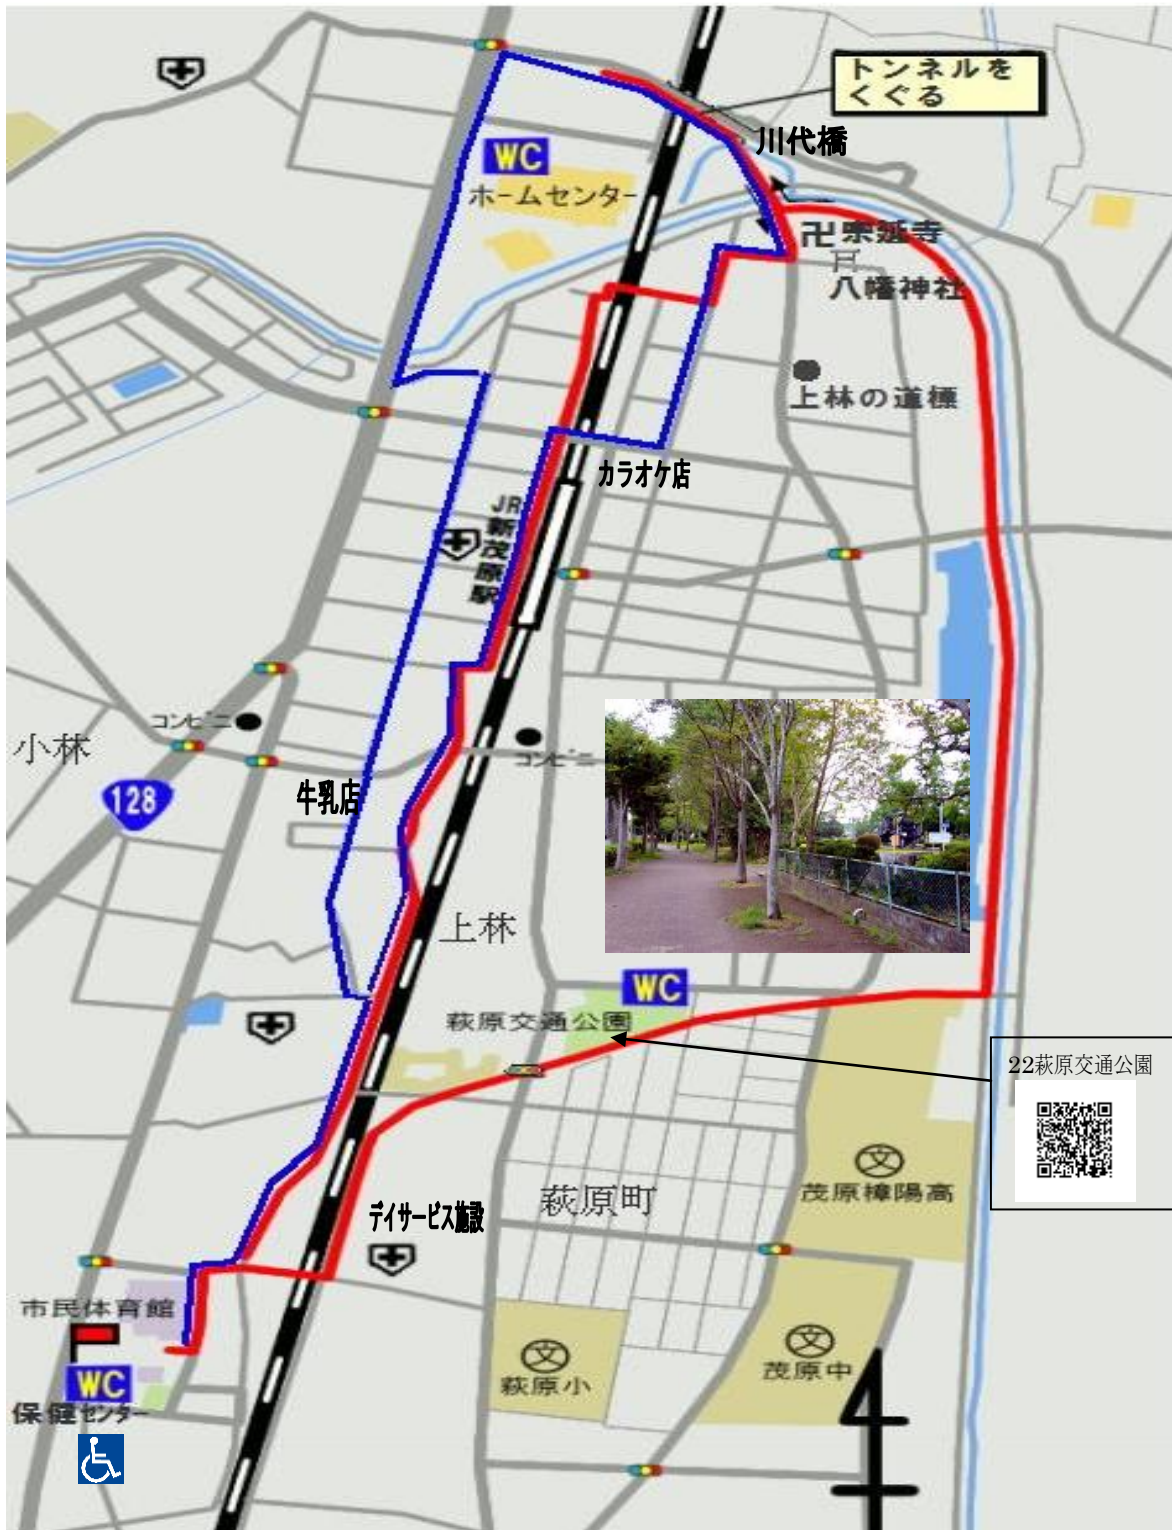 トンネルを
くぐる
川代橋
WC
ホームセンター
卍宗延寺
八幡神社
上林の道標
カラオケ店
JR
新茂原駅
コンビニ
コンビニ
小林
128
牛乳店
上林
WC
萩原交通公園
22萩原交通公園
文
茂原樟陽高
萩原町
デイサービス施設
市民体育館
WC
保健センター
文
萩原小
文
茂原中